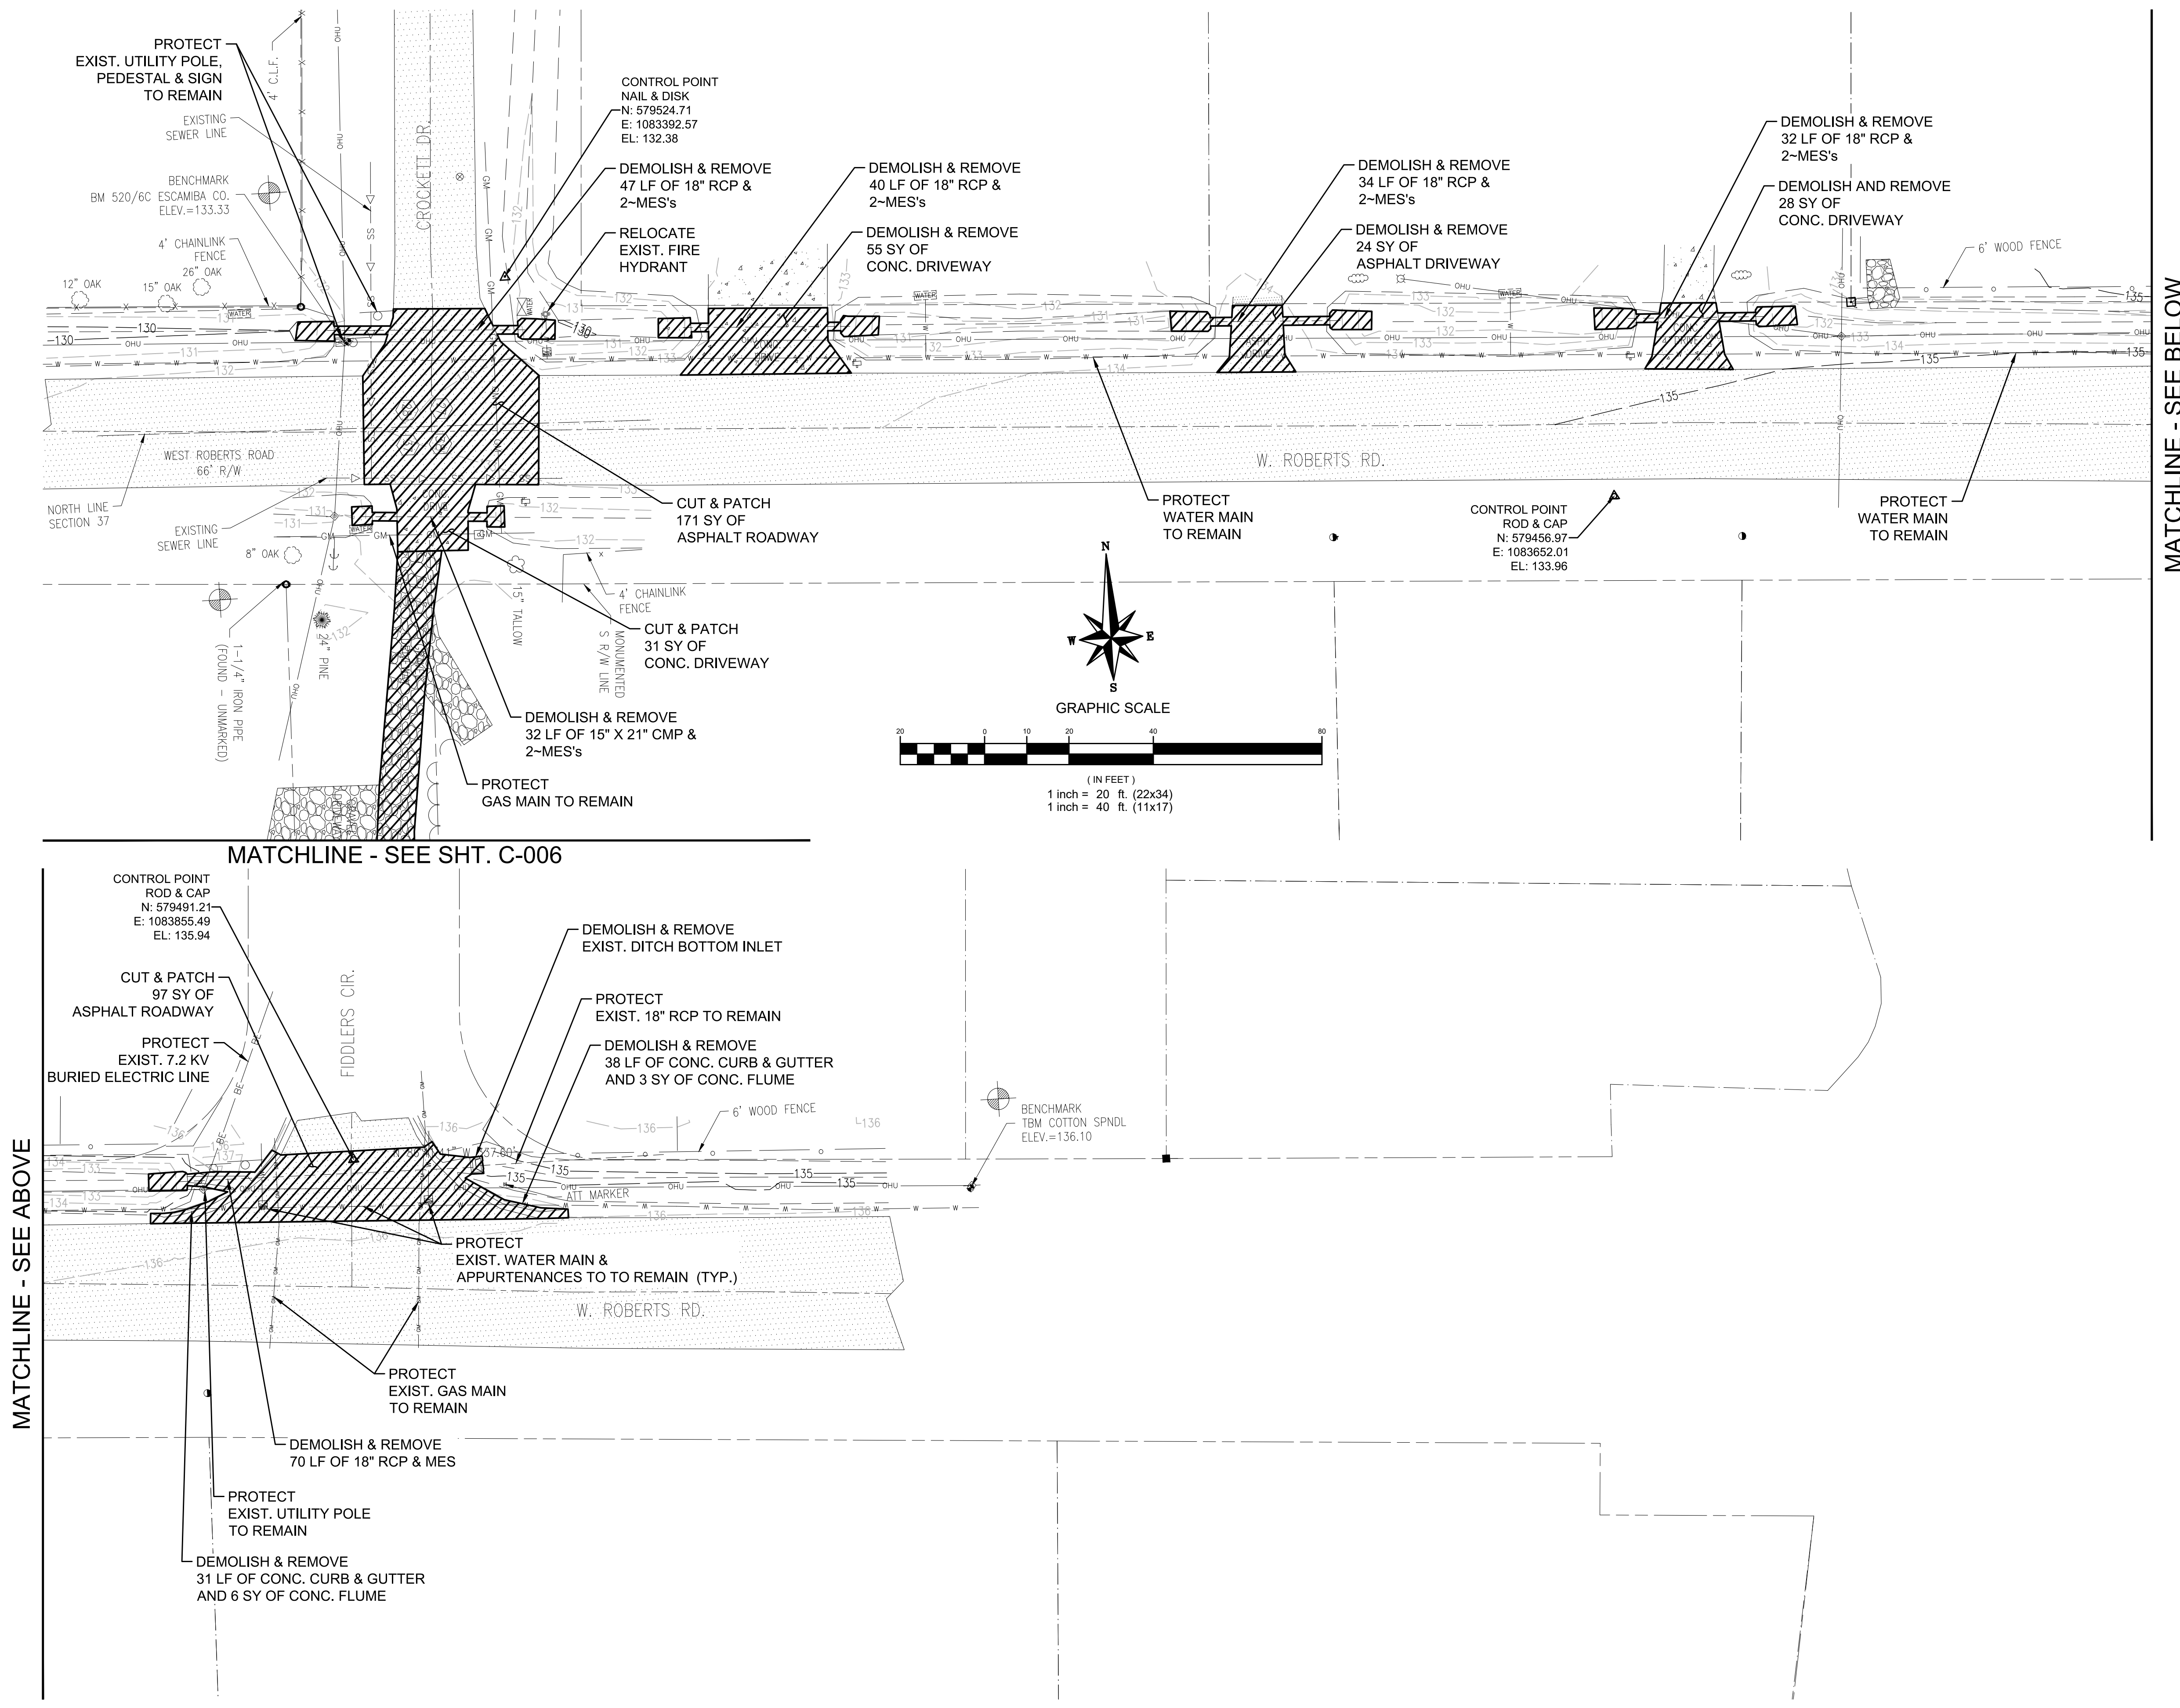 PROTECT
EXIST. UTILITY POLE,
PEDESTAL & SIGN
TO REMAIN
4' C.L.F.
OHU
EXISTING
SEWER LINE
BENCHMARK
BM 520/6C ESCAMIBA CO.
ELEV.=133.33
4' CHAINLINK
FENCE
12" OAK
15" OAK
26" OAK
CROCKETT DR.
CONTROL POINT
NAIL & DISK
N: 579524.71
E: 1083392.57
EL: 132.38
DEMOLISH & REMOVE
47 LF OF 18" RCP &
2~MES's
RELOCATE
EXIST. FIRE
HYDRANT
DEMOLISH & REMOVE
40 LF OF 18" RCP &
2~MES's
DEMOLISH & REMOVE
55 SY OF
CONC. DRIVEWAY
DEMOLISH & REMOVE
34 LF OF 18" RCP &
2~MES's
DEMOLISH & REMOVE
24 SY OF
ASPHALT DRIVEWAY
DEMOLISH & REMOVE
32 LF OF 18" RCP &
2~MES's
DEMOLISH AND REMOVE
28 SY OF
CONC. DRIVEWAY
6' WOOD FENCE
MATCHLINE - SEE BELOW
WATER
130
131
132
133
134
135
WEST ROBERTS ROAD
66' R/W
NORTH LINE
SECTION 37
EXISTING
SEWER LINE
8" OAK
W. ROBERTS RD.
CUT & PATCH
171 SY OF
ASPHALT ROADWAY
PROTECT
WATER MAIN
TO REMAIN
CONTROL POINT
ROD & CAP
N: 579456.97
E: 1083652.01
EL: 133.96
PROTECT
WATER MAIN
TO REMAIN
4' CHAINLINK
FENCE
15" TALLOW
MONUMENTED
S R/W LINE
24" PINE
1-1/4" IRON PIPE
(FOUND - UNMARKED)
CUT & PATCH
31 SY OF
CONC. DRIVEWAY
DEMOLISH & REMOVE
32 LF OF 15" X 21" CMP &
2~MES's
PROTECT
GAS MAIN TO REMAIN
N
W
E
S
GRAPHIC SCALE
20 0 10 20 40 80
( IN FEET )
1 inch = 20 ft. (22x34)
1 inch = 40 ft. (11x17)
MATCHLINE - SEE SHT. C-006
CONTROL POINT
ROD & CAP
N: 579491.21
E: 1083855.49
EL: 135.94
CUT & PATCH
97 SY OF
ASPHALT ROADWAY
PROTECT
EXIST. 7.2 KV
BURIED ELECTRIC LINE
BE
FIDDLERS CIR.
DEMOLISH & REMOVE
EXIST. DITCH BOTTOM INLET
PROTECT
EXIST. 18" RCP TO REMAIN
DEMOLISH & REMOVE
38 LF OF CONC. CURB & GUTTER
AND 3 SY OF CONC. FLUME
6' WOOD FENCE
BENCHMARK
TBM COTTON SPNDL
ELEV.=136.10
136
ATT MARKER
MATCHLINE - SEE ABOVE
PROTECT
EXIST. WATER MAIN &
APPURTENANCES TO TO REMAIN (TYP.)
W. ROBERTS RD.
PROTECT
EXIST. GAS MAIN
TO REMAIN
DEMOLISH & REMOVE
70 LF OF 18" RCP & MES
PROTECT
EXIST. UTILITY POLE
TO REMAIN
DEMOLISH & REMOVE
31 LF OF CONC. CURB & GUTTER
AND 6 SY OF CONC. FLUME